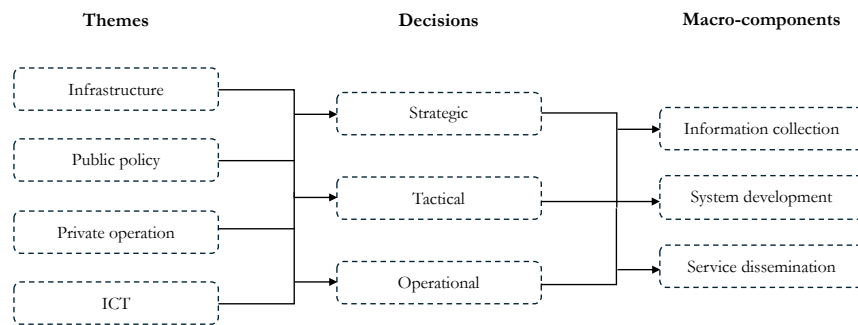 Themes
Decisions
Macro-components
Infrastructure
Public policy
Private operation
ICT
Strategic
Tactical
Operational
Information collection
System development
Service dissemination